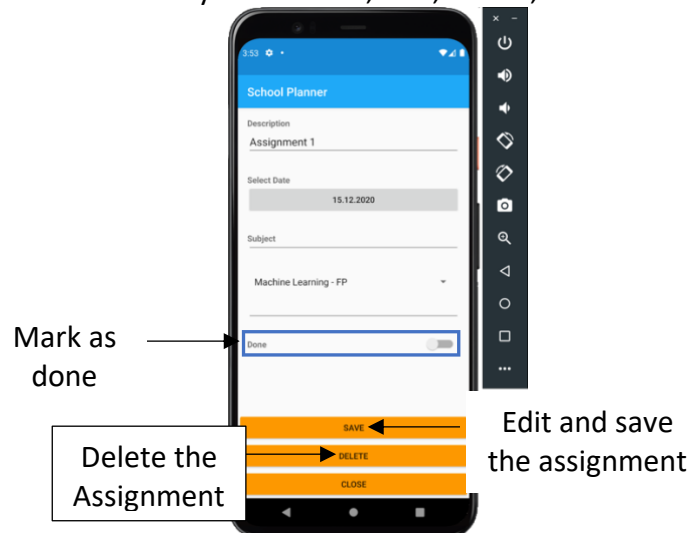 3:53
School Planner
Description
Assignment 1
Select Date
15.12.2020
Subject
Machine Learning - FP
Mark as
done
Done
SAVE
Edit and save
the assignment
Delete the
Assignment
DELETE
CLOSE